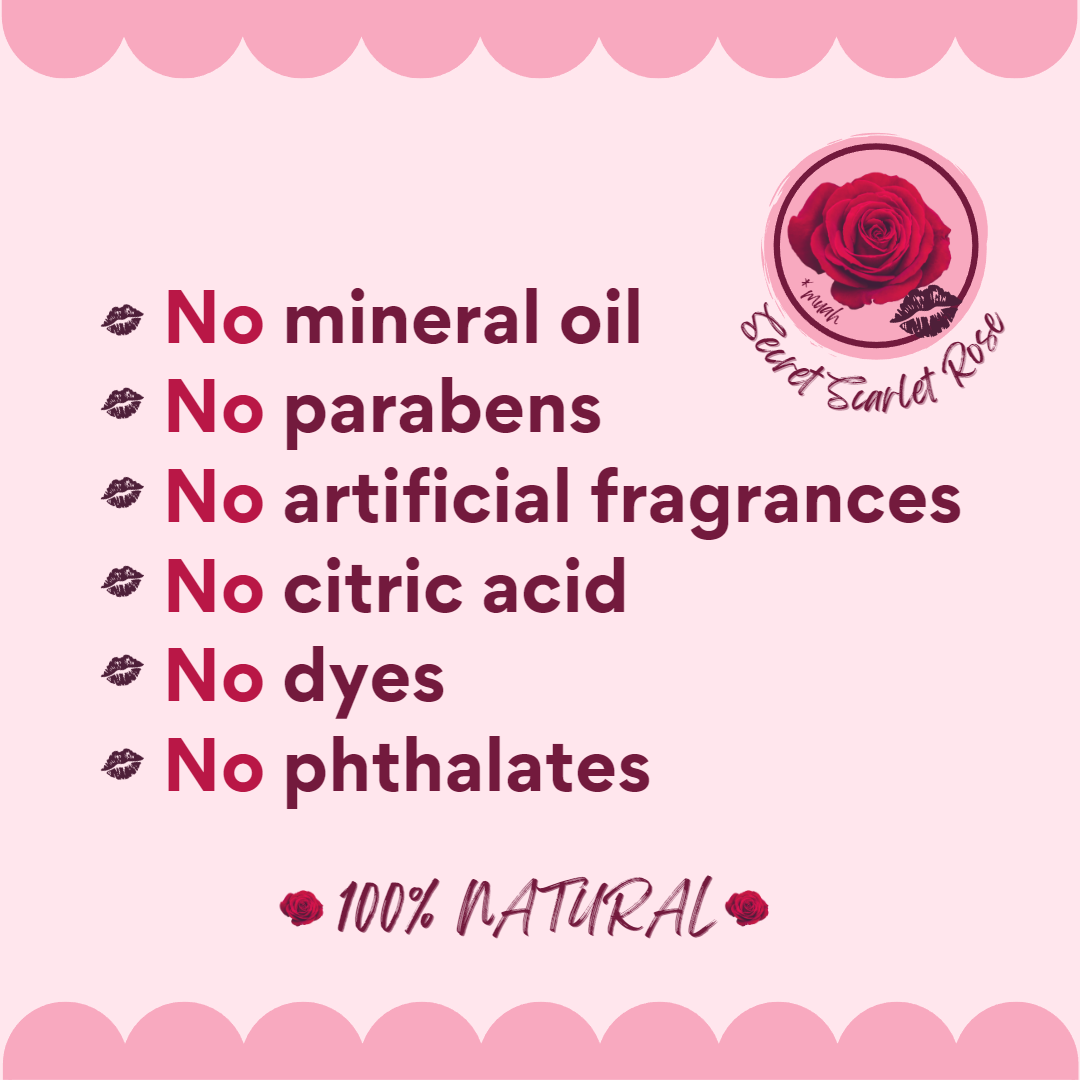 *muah
Secret Scarlet Rose
No mineral oil
No parabens
No artificial fragrances
No citric acid
No dyes
No phthalates
100% NATURAL